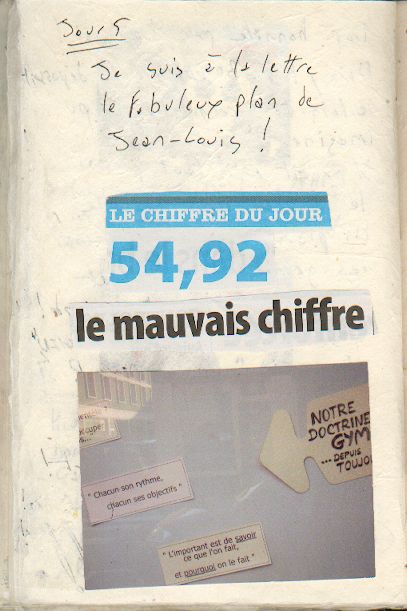 Jour 5
Je suis à la lettre
le fabuleux plan de
Jean-Louis !
LE CHIFFRE DU JOUR
54,92
le mauvais chiffre
NOTRE
DOCTRINE
GYM
...DEPUIS
TOUJO
" Chacun son rythme,
chacun ses objectifs "
" L'important est de savoir
ce que l'on fait,
et pourquoi on le fait "